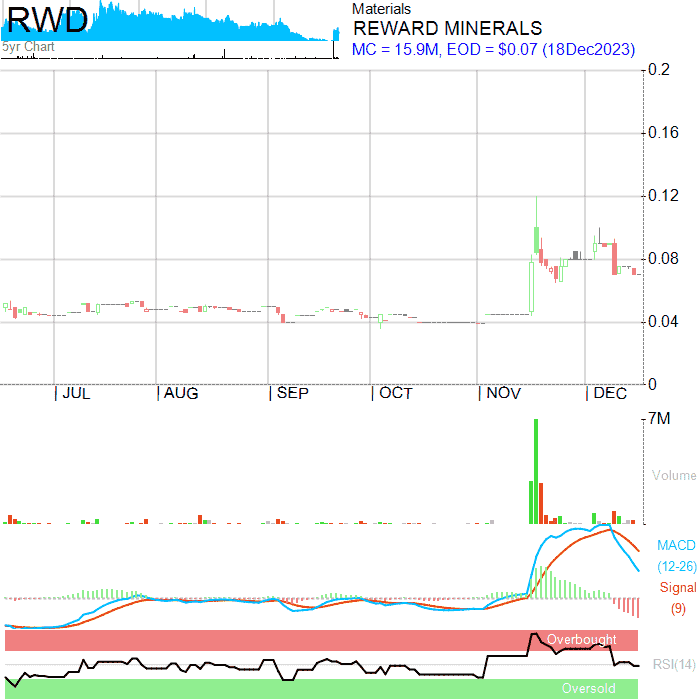 RWD
5yr Chart
Materials
REWARD MINERALS
MC = 15.9M, EOD = $0.07 (18Dec2023)
0.2
0.16
0.12
0.08
0.04
0
JUL AUG SEP OCT NOV DEC
7M
Volume
MACD
(12-26)
Signal
(9)
Overbought
RSI(14)
Oversold